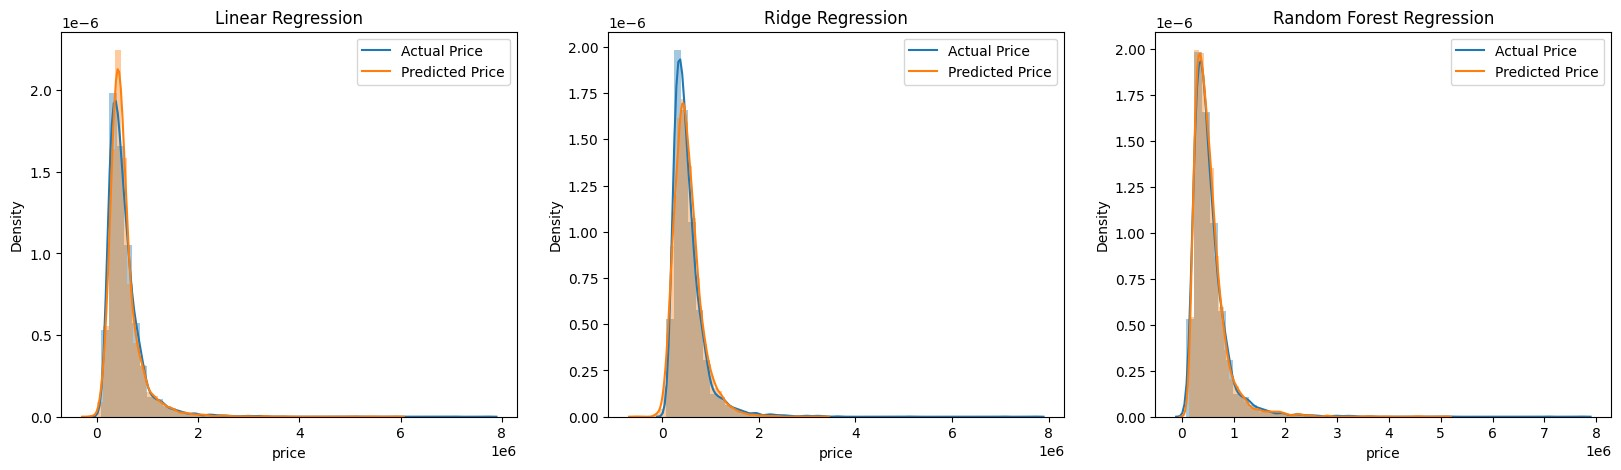 Linear Regression
1e−6
Actual Price
Predicted Price
2.0
1.5
1.0
0.5
0.0
Density
0
2
4
6
8
1e6
price
Ridge Regression
1e−6
Actual Price
Predicted Price
2.00
1.75
1.50
1.25
1.00
0.75
0.50
0.25
0.00
Density
0
2
4
6
8
1e6
price
Random Forest Regression
1e−6
Actual Price
Predicted Price
2.00
1.75
1.50
1.25
1.00
0.75
0.50
0.25
0.00
Density
0
1
2
3
4
5
6
7
8
1e6
price